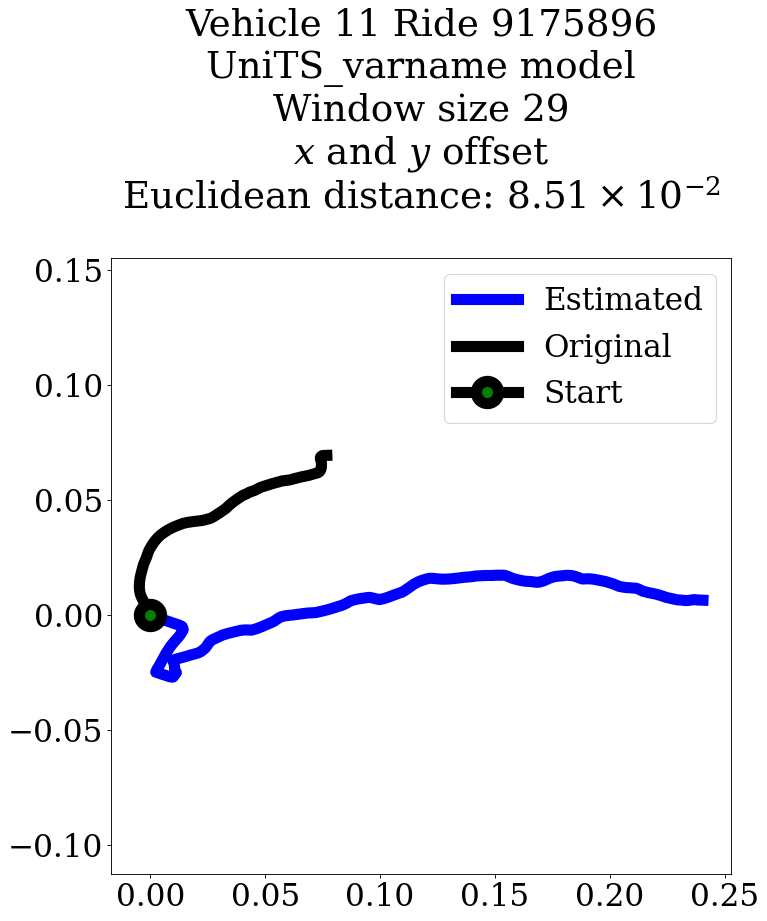 Vehicle 11 Ride 9175896
UniTS_varname model
Window size 29
x and y offset
Euclidean distance: 8.51 × 10⁻²
Estimated
Original
Start
0.15
0.10
0.05
0.00
−0.05
−0.10
0.00 0.05 0.10 0.15 0.20 0.25